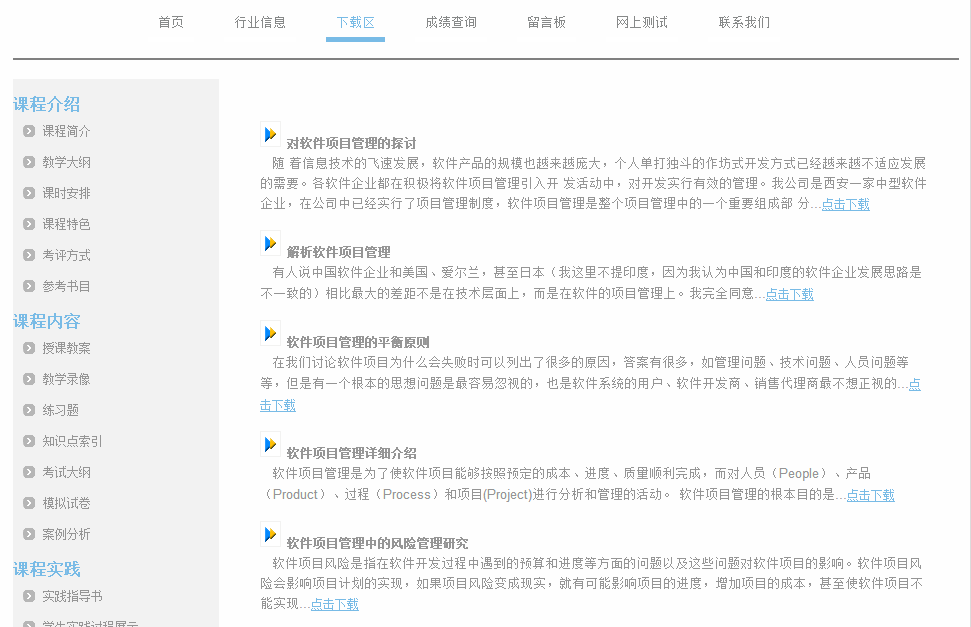 首页 行业信息 下载区 成绩查询 留言板 网上测试 联系我们
课程介绍
课程简介
教学大纲
课时安排
课程特色
考评方式
参考书目
课程内容
授课教案
教学录像
练习题
知识点索引
考试大纲
模拟试卷
案例分析
课程实践
实践指导书
学生实践过程展示
对软件项目管理的探讨
随 着信息技术的飞速发展，软件产品的规模也越来越庞大，个人单打独斗的作坊式开发方式已经越来越不适应发展
的需要。各软件企业都在积极将软件项目管理引入开 发活动中，对开发实行有效的管理。我公司是西安一家中型软件
企业，在公司中已经实行了项目管理制度，软件项目管理是整个项目管理中的一个重要组成部 分...点击下载
解析软件项目管理
有人说中国软件企业和美国、爱尔兰，甚至日本（我这里不提印度，因为我认为中国和印度的软件企业发展思路是
不一致的）相比最大的差距不是在技术层面上，而是在软件的项目管理上。我完全同意...点击下载
软件项目管理的平衡原则
在我们讨论软件项目为什么会失败时可以列出了很多的原因，答案有很多，如管理问题、技术问题、人员问题等
等，但是有一个根本的思想问题是最容易忽视的，也是软件系统的用户、软件开发商、销售代理商最不想正视的...点
击下载
软件项目管理详细介绍
软件项目管理是为了使软件项目能够按照预定的成本、进度、质量顺利完成，而对人员（People）、产品
（Product）、过程（Process）和项目(Project)进行分析和管理的活动。 软件项目管理的根本目的是...点击下载
软件项目管理中的风险管理研究
软件项目风险是指在软件开发过程中遇到的预算和进度等方面的问题以及这些问题对软件项目的影响。软件项目风
险会影响项目计划的实现，如果项目风险变成现实，就有可能影响项目的进度，增加项目的成本，甚至使软件项目不
能实现...点击下载